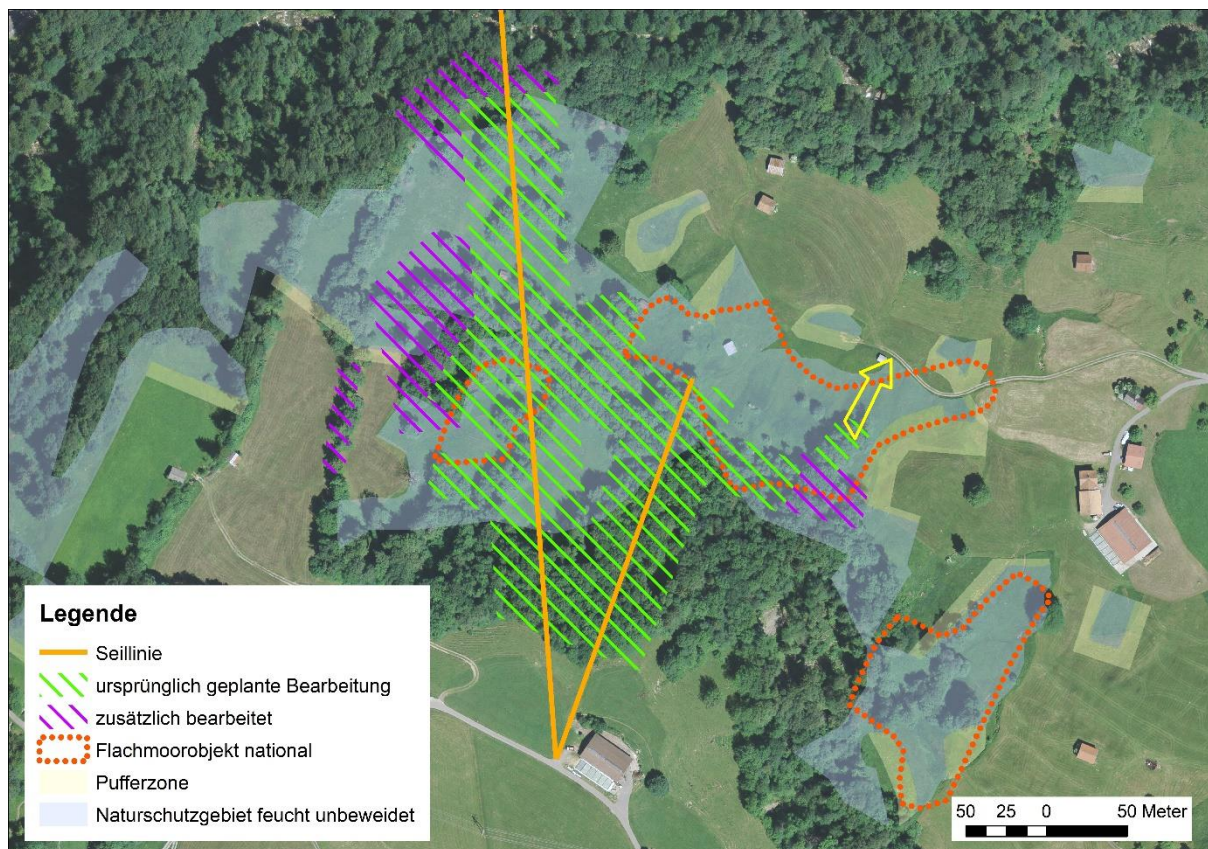 Legende
Seillinie
ursprünglich geplante Bearbeitung
zusätzlich bearbeitet
Flachmoorobjekt national
Pufferzone
Naturschutzgebiet feucht unbeweidet
50 25 0 50 Meter